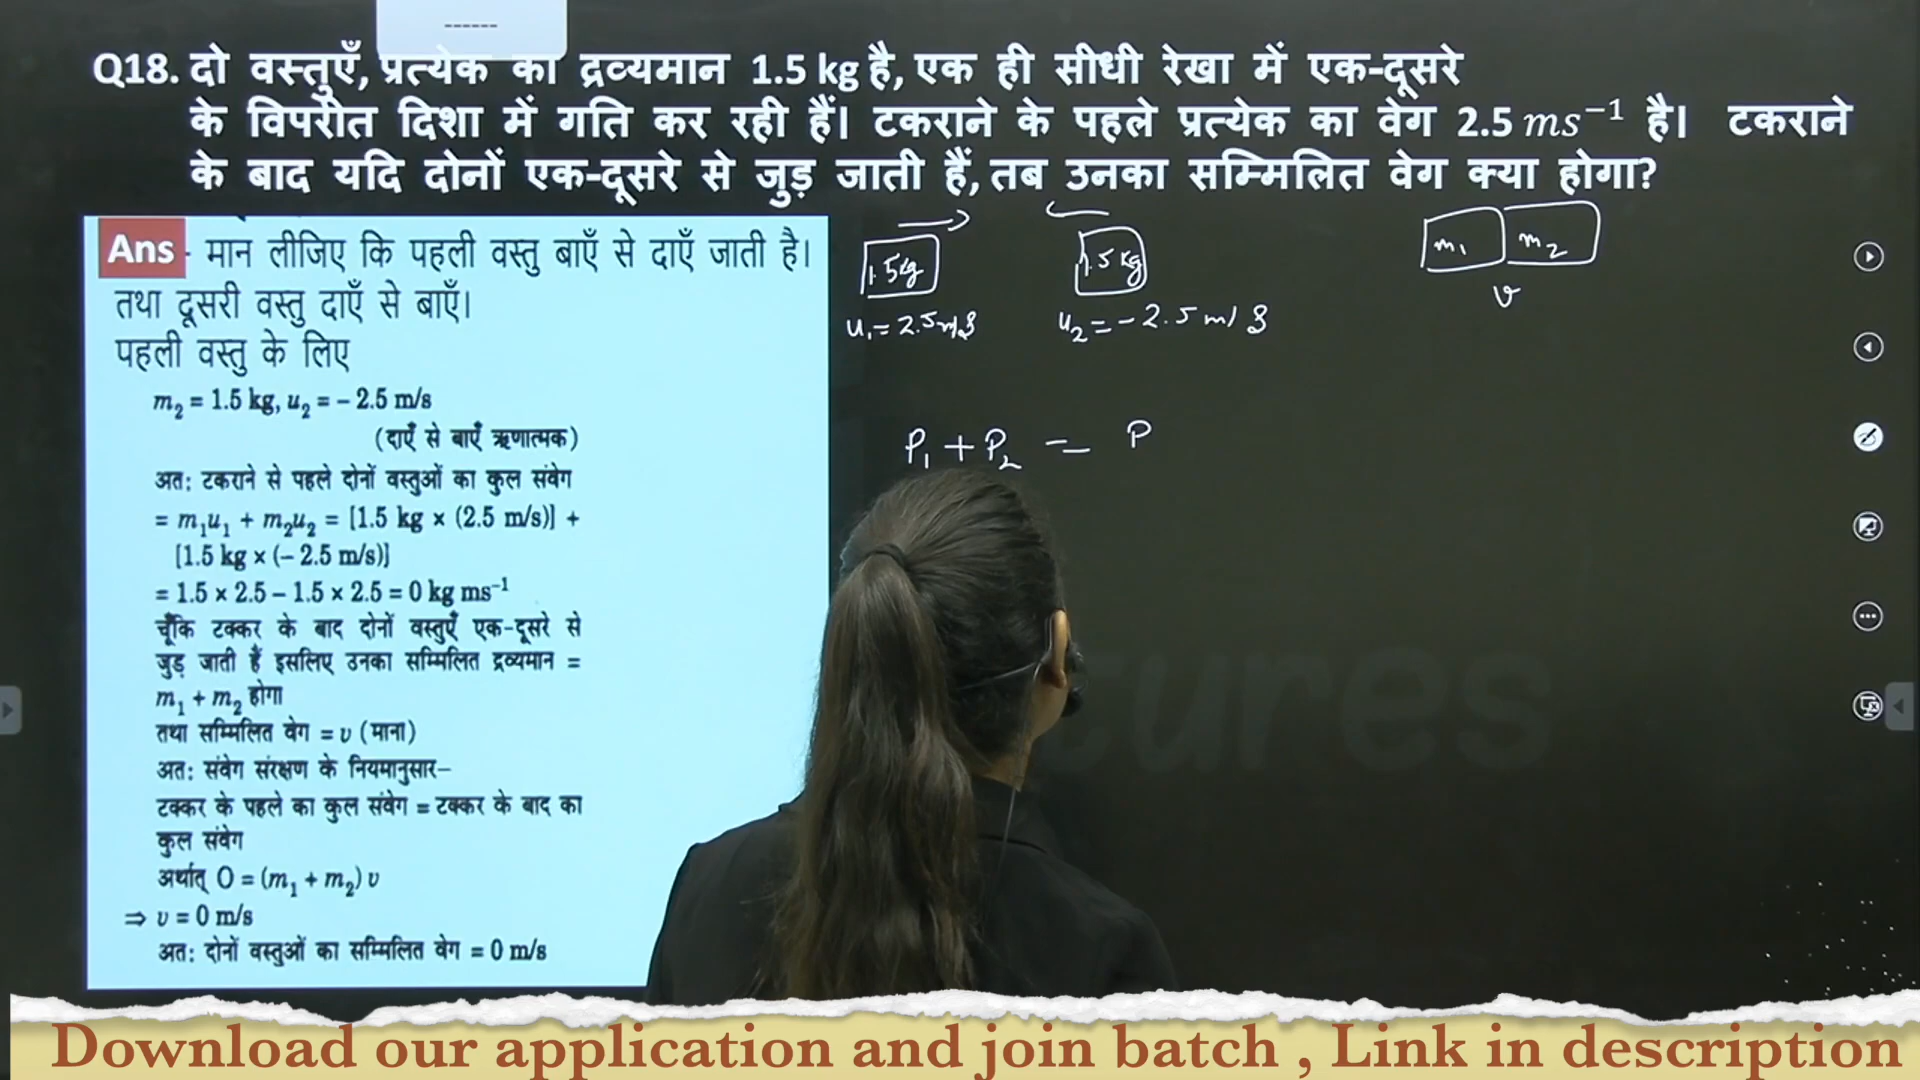 ------
Q18. दो वस्तुएँ, प्रत्येक का द्रव्यमान 1.5 kg है, एक ही सीधी रेखा में एक-दूसरे
के विपरीत दिशा में गति कर रही हैं। टकराने के पहले प्रत्येक का वेग 2.5 ms⁻¹ है। टकराने
के बाद यदि दोनों एक-दूसरे से जुड़ जाती हैं, तब उनका सम्मिलित वेग क्या होगा?
Ans - मान लीजिए कि पहली वस्तु बाएँ से दाएँ जाती है।
तथा दूसरी वस्तु दाएँ से बाएँ।
पहली वस्तु के लिए
m₂ = 1.5 kg, u₂ = – 2.5 m/s
(दाएँ से बाएँ ऋणात्मक)
अत: टकराने से पहले दोनों वस्तुओं का कुल संवेग
= m₁u₁ + m₂u₂ = [1.5 kg × (2.5 m/s)] +
[1.5 kg × (– 2.5 m/s)]
= 1.5 × 2.5 – 1.5 × 2.5 = 0 kg ms⁻¹
चूँकि टक्कर के बाद दोनों वस्तुएँ एक-दूसरे से
जुड़ जाती हैं इसलिए उनका सम्मिलित द्रव्यमान =
m₁ + m₂ होगा
तथा सम्मिलित वेग = υ (माना)
अत: संवेग संरक्षण के नियमानुसार–
टक्कर के पहले का कुल संवेग = टक्कर के बाद का
कुल संवेग
अर्थात् O = (m₁ + m₂) υ
⇒ υ = 0 m/s
अत: दोनों वस्तुओं का सम्मिलित वेग = 0 m/s
1.5 kg
1.5 kg
m₁ m₂
u₁ = 2.5 m/s
u₂ = – 2.5 m/s
v
P₁ + P₂ = P
tures
Download our application and join batch , Link in description